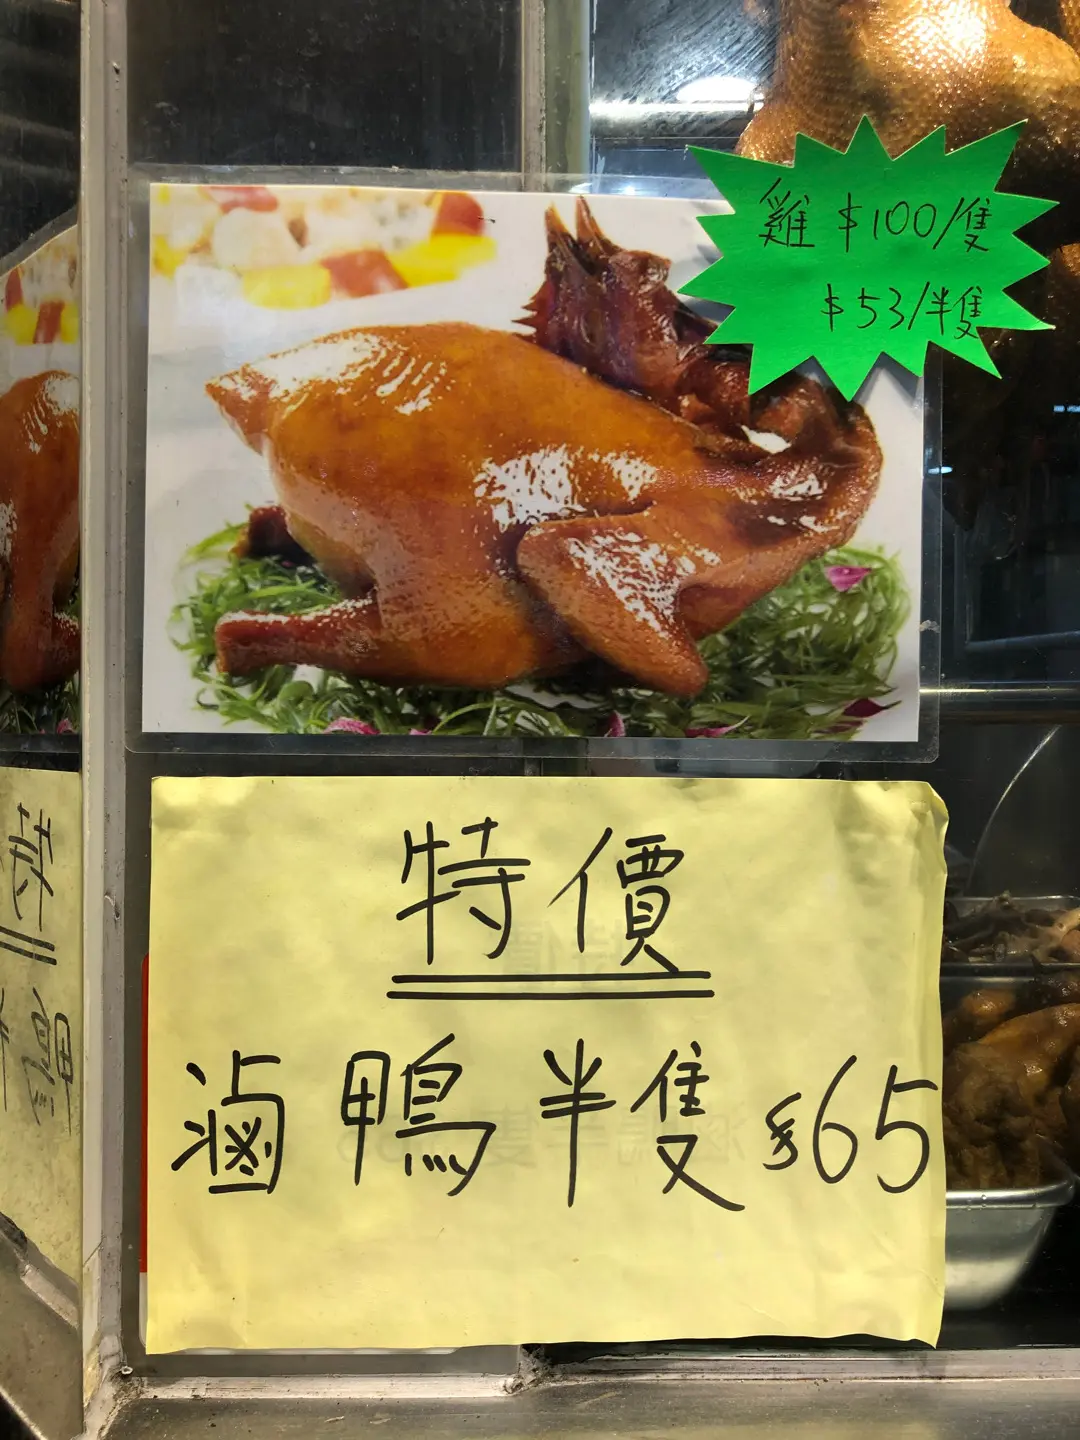 雞 $100/隻
$53/半隻
特價
滷鴨半隻 $65